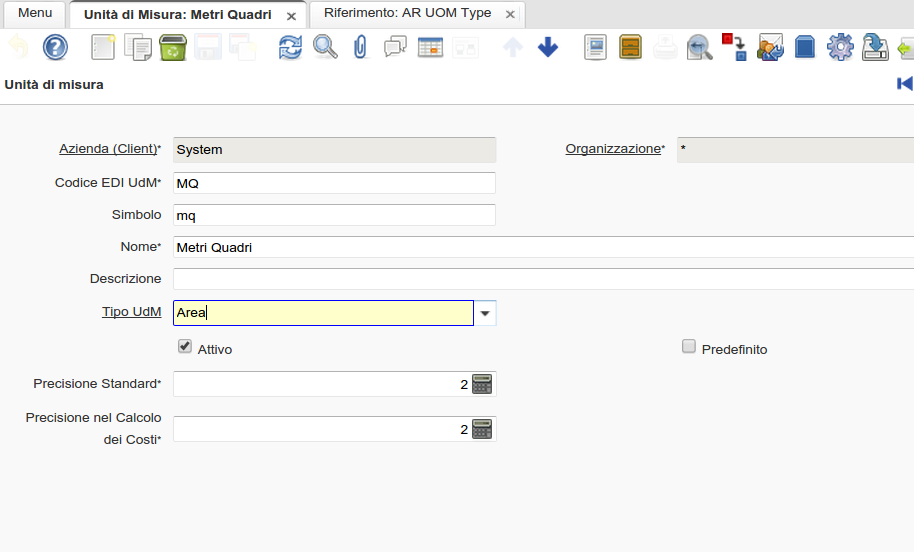 Menu
Unità di Misura: Metri Quadri
Riferimento: AR UOM Type
Unità di misura
Azienda (Client)* System
Organizzazione* *
Codice EDI UdM* MQ
Simbolo mq
Nome* Metri Quadri
Descrizione
Tipo UdM Area
Attivo
Predefinito
Precisione Standard* 2
Precisione nel Calcolo
dei Costi* 2